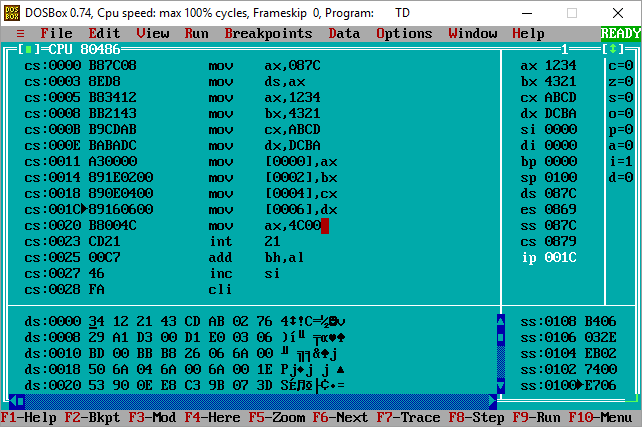 DOSBox 0.74, Cpu speed: max 100% cycles, Frameskip 0, Program: TD
≡ File Edit View Run Breakpoints Data Options Window Help READY
[■]=CPU 80486 1 [↕]
cs:0000 B87C08 mov ax,087C
cs:0003 8ED8 mov ds,ax
cs:0005 B83412 mov ax,1234
cs:0008 BB2143 mov bx,4321
cs:000B B9CDAB mov cx,ABCD
cs:000E BABADC mov dx,DCBA
cs:0011 A30000 mov [0000],ax
cs:0014 891E0200 mov [0002],bx
cs:0018 890E0400 mov [0004],cx
cs:001C►89160600 mov [0006],dx
cs:0020 B8004C mov ax,4C00
cs:0023 CD21 int 21
cs:0025 00C7 add bh,al
cs:0027 46 inc si
cs:0028 FA cli
ax 1234 c=0
bx 4321 z=0
cx ABCD s=0
dx DCBA o=0
si 0000 p=0
di 0000 a=0
bp 0000 i=1
sp 0100 d=0
ds 087C
es 0869
ss 087C
cs 0879
ip 001C
ds:0000 34 12 21 43 CD AB 02 76 4↕!C=½☻v
ds:0008 29 A1 D3 00 D1 E0 03 06 )í╙ ╤α♥♠
ds:0010 BD 00 BB B8 26 06 6A 00 ╜ ╗╕&♠j
ds:0018 50 6A 04 6A 00 6A 00 1E Pj♦j j ▲
ds:0020 53 90 0E E8 C3 9B 07 3D SÉ♫Φ├¢•=
ss:0108 B406
ss:0106 032E
ss:0104 EB02
ss:0102 7400
ss:0100►E706
F1-Help F2-Bkpt F3-Mod F4-Here F5-Zoom F6-Next F7-Trace F8-Step F9-Run F10-Menu